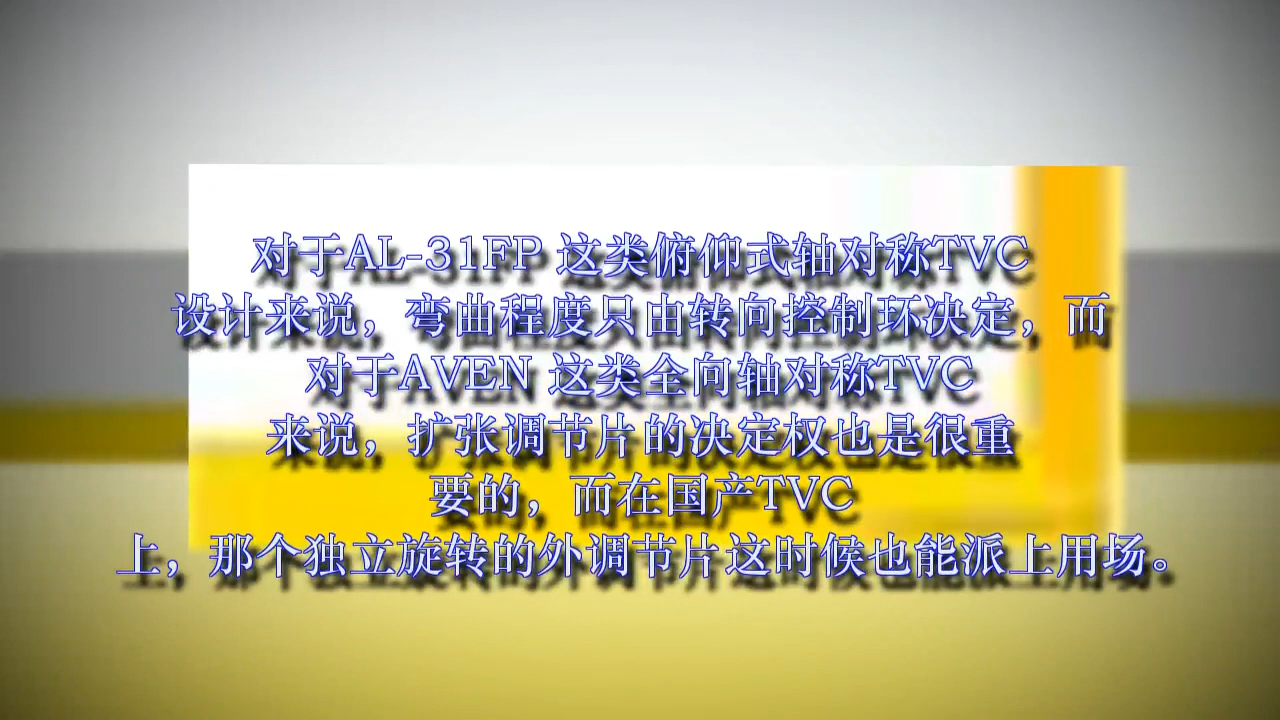 对于AL-31FP 这类俯仰式轴对称TVC
设计来说，弯曲程度只由转向控制环决定，而
对于AVEN 这类全向轴对称TVC
来说，扩张调节片的决定权也是很重
要的，而在国产TVC
上，那个独立旋转的外调节片这时候也能派上用场。